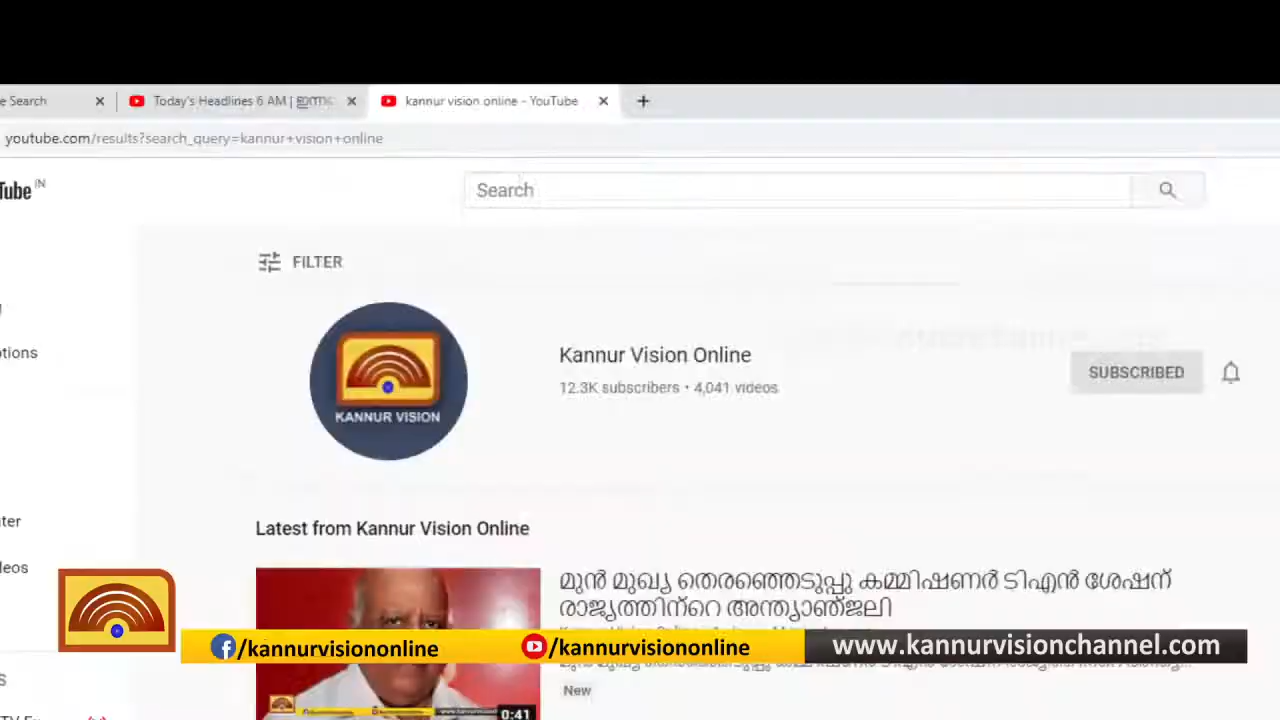 e Search
Today's Headlines 6 AM |
kannur vision online - YouTube
youtube.com/results?search_query=kannur+vision+online
Tube IN
Search
FILTER
KANNUR VISION
Kannur Vision Online
12.3K subscribers • 4,041 videos
SUBSCRIBED
Latest from Kannur Vision Online
മുൻ മുഖ്യ തെരഞ്ഞെടുപ്പു കമ്മിഷണർ ടിഎൻ ശേഷന്
രാജ്യത്തിന്റെ അന്ത്യാഞ്ജലി
/kannurvisiononline
/kannurvisiononline
www.kannurvisionchannel.com
New
0:41